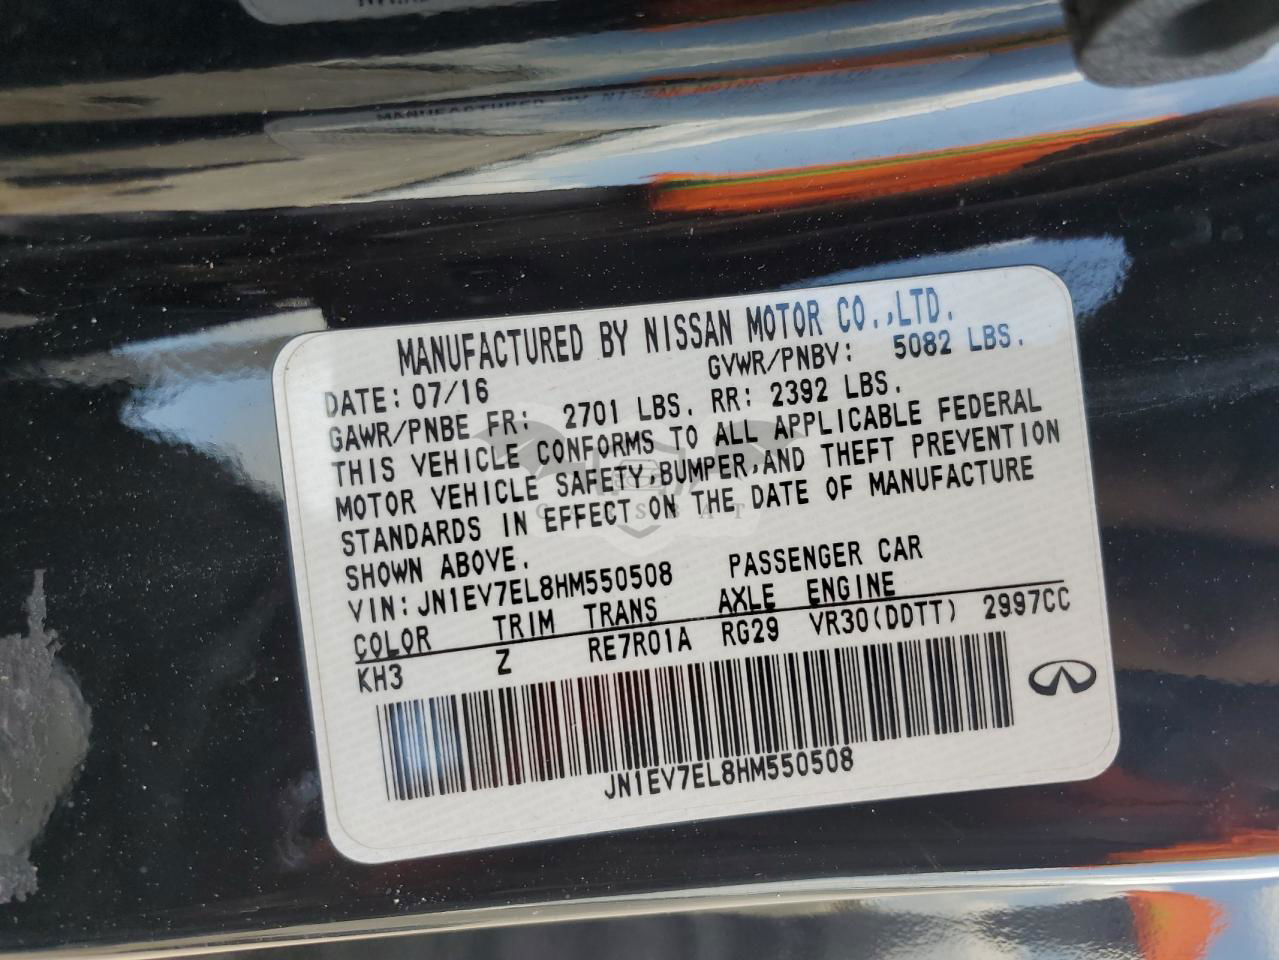 MANUFACTURED BY NISSAN MOTOR CO.,LTD.
DATE: 07/16 GVWR/PNBV: 5082 LBS.
GAWR/PNBE FR: 2701 LBS. RR: 2392 LBS.
THIS VEHICLE CONFORMS TO ALL APPLICABLE FEDERAL
MOTOR VEHICLE SAFETY,BUMPER,AND THEFT PREVENTION
STANDARDS IN EFFECT ON THE DATE OF MANUFACTURE
SHOWN ABOVE.
VIN: JN1EV7EL8HM550508 PASSENGER CAR
COLOR TRIM TRANS AXLE ENGINE
KH3 Z RE7R01A RG29 VR30(DDTT) 2997CC
JN1EV7EL8HM550508